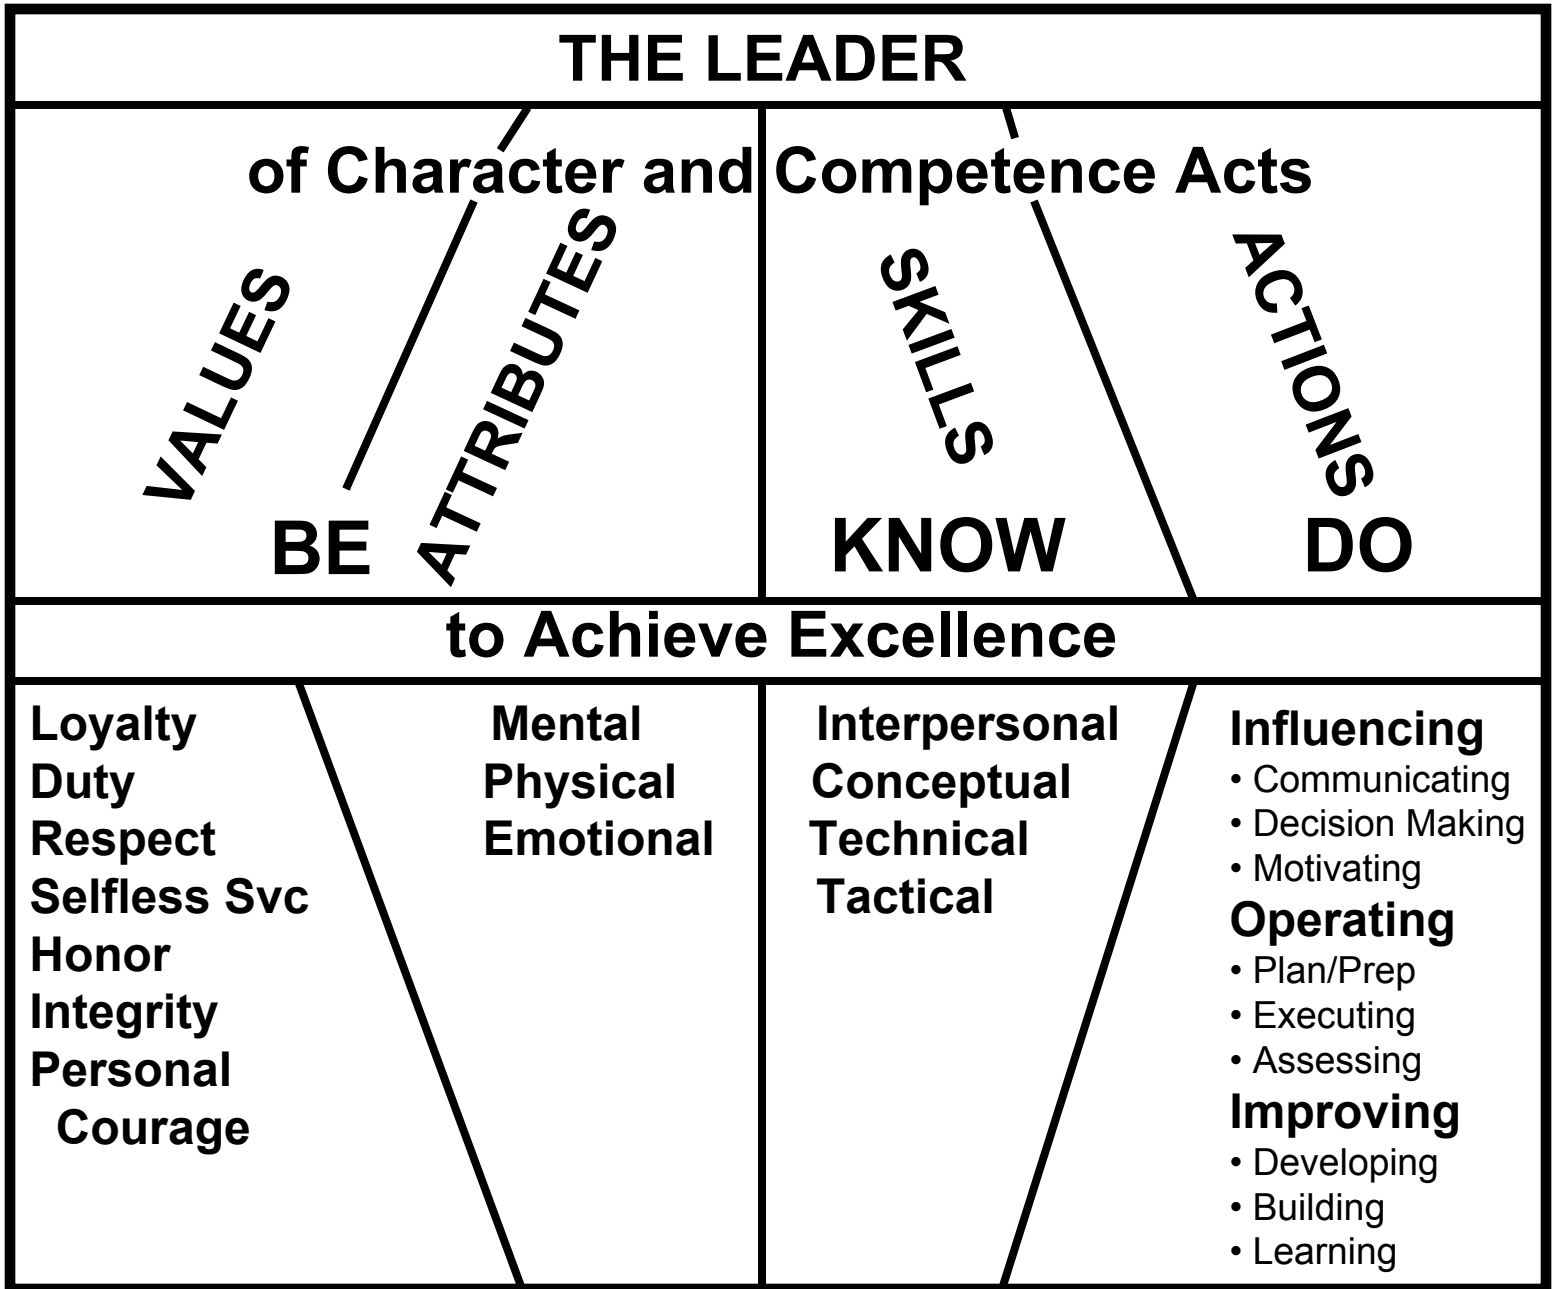 THE LEADER
of Character and Competence Acts
VALUES
ATTRIBUTES
SKILLS
ACTIONS
BE
KNOW
DO
to Achieve Excellence
Loyalty
Duty
Respect
Selfless Svc
Honor
Integrity
Personal
Courage
Mental
Physical
Emotional
Interpersonal
Conceptual
Technical
Tactical
Influencing
• Communicating
• Decision Making
• Motivating
Operating
• Plan/Prep
• Executing
• Assessing
Improving
• Developing
• Building
• Learning